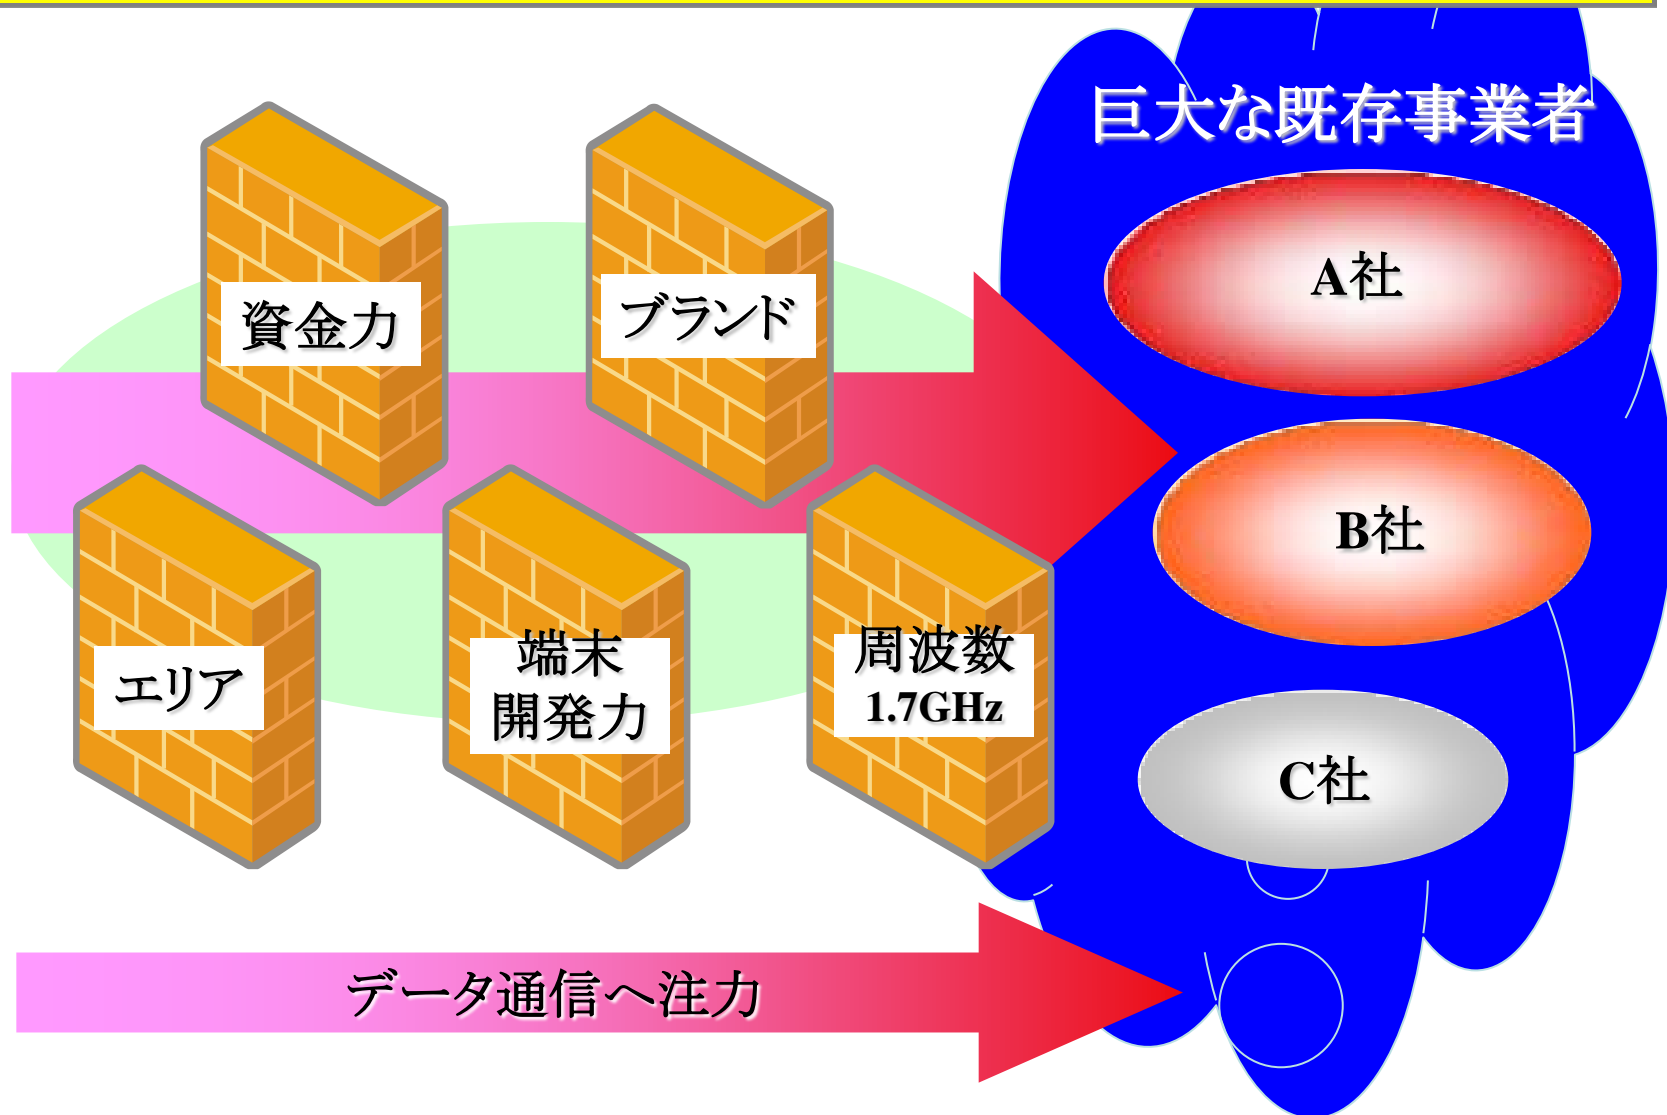 巨大な既存事業者
資金力
ブランド
A社
B社
エリア
端末
開発力
周波数
1.7GHz
C社
データ通信へ注力